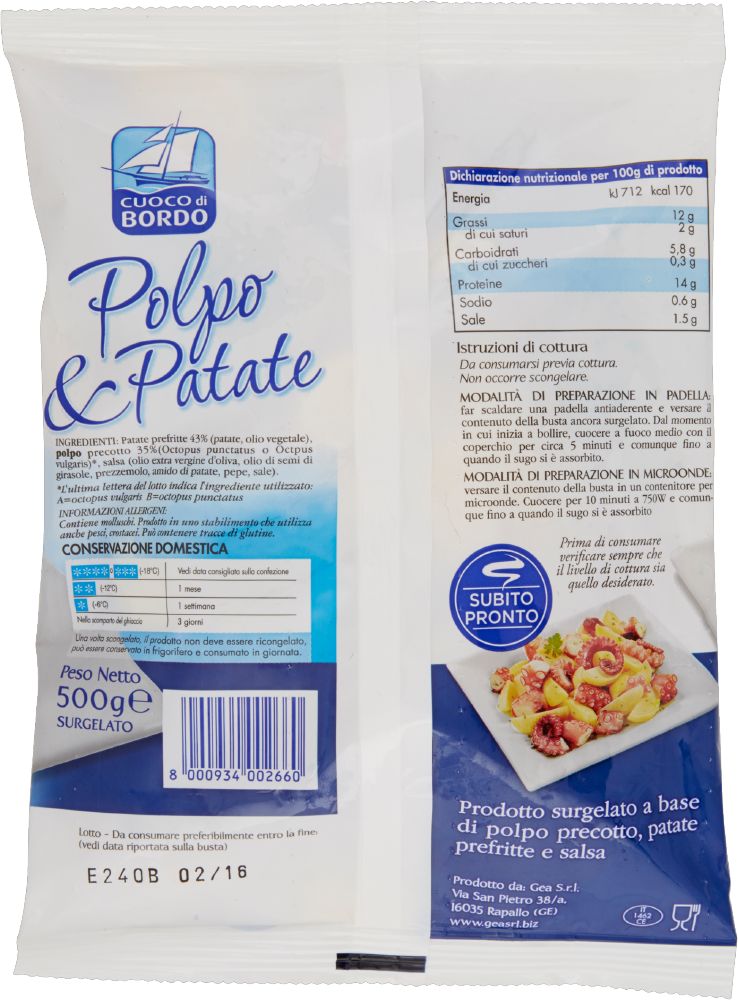 CUOCO di
BORDO
Polpo
& Patate
INGREDIENTI: Patate prefritte 43% (patate, olio vegetale),
polpo precotto 35%(Octopus punctatus o Octpus
vulgaris)*, salsa (olio extra vergine d'oliva, olio di semi di
girasole, prezzemolo, amido di patate, pepe, sale).
*L'ultima lettera del lotto indica l'ingrediente utilizzato:
A=octopus vulgaris B=octopus punctatus
INFORMAZIONI ALLERGENI:
Contiene molluschi. Prodotto in uno stabilimento che utilizza
anche pesci, crostacei. Può contenere tracce di glutine.
CONSERVAZIONE DOMESTICA
(-18°C) Vedi data consigliata sulla confezione
(-12°C) 1 mese
(-6°C) 1 settimana
Nello scomparto del ghiaccio 3 giorni
Una volta scongelato, il prodotto non deve essere ricongelato,
può essere conservato in frigorifero e consumato in giornata.
Peso Netto
500g℮
SURGELATO
8 000934 002660
Lotto - Da consumare preferibilmente entro la fine:
(vedi data riportata sulla busta)
E240B 02/16
Dichiarazione nutrizionale per 100g di prodotto
Energia kJ 712 kcal 170
Grassi 12 g
di cui saturi 2 g
Carboidrati 5,8 g
di cui zuccheri 0,3 g
Proteine 14 g
Sodio 0.6 g
Sale 1.5 g
Istruzioni di cottura
Da consumarsi previa cottura.
Non occorre scongelare.
MODALITÀ DI PREPARAZIONE IN PADELLA:
far scaldare una padella antiaderente e versare il
contenuto della busta ancora surgelato. Dal momento
in cui inizia a bollire, cuocere a fuoco medio con il
coperchio per circa 5 minuti e comunque fino a
quando il sugo si è assorbito.
MODALITÀ DI PREPARAZIONE IN MICROONDE:
versare il contenuto della busta in un contenitore per
microonde. Cuocere per 10 minuti a 750W e comun-
que fino a quando il sugo si è assorbito
Prima di consumare
verificare sempre che
il livello di cottura sia
quello desiderato.
SUBITO
PRONTO
Prodotto surgelato a base
di polpo precotto, patate
prefritte e salsa
Prodotto da: Gea S.r.l.
Via San Pietro 38/a.
16035 Rapallo (GE)
www.geasrl.biz
IT
1462
CE